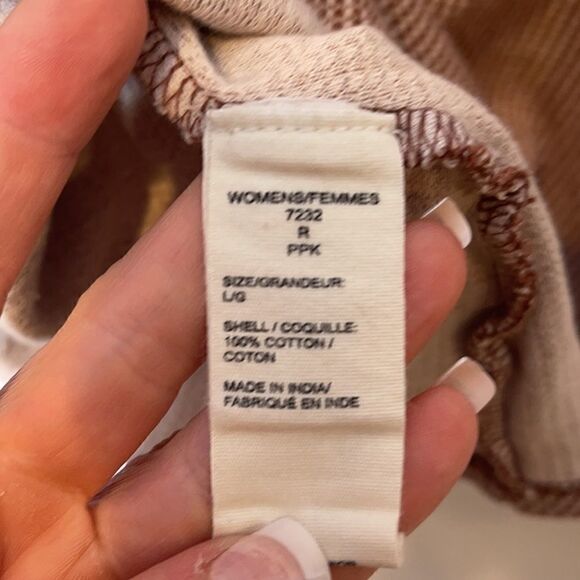 WOMENS/FEMMES
7232
R
PPK
SIZE/GRANDEUR:
L/G
SHELL / COQUILLE:
100% COTTON /
COTON
MADE IN INDIA/
FABRIQUÉ EN INDE